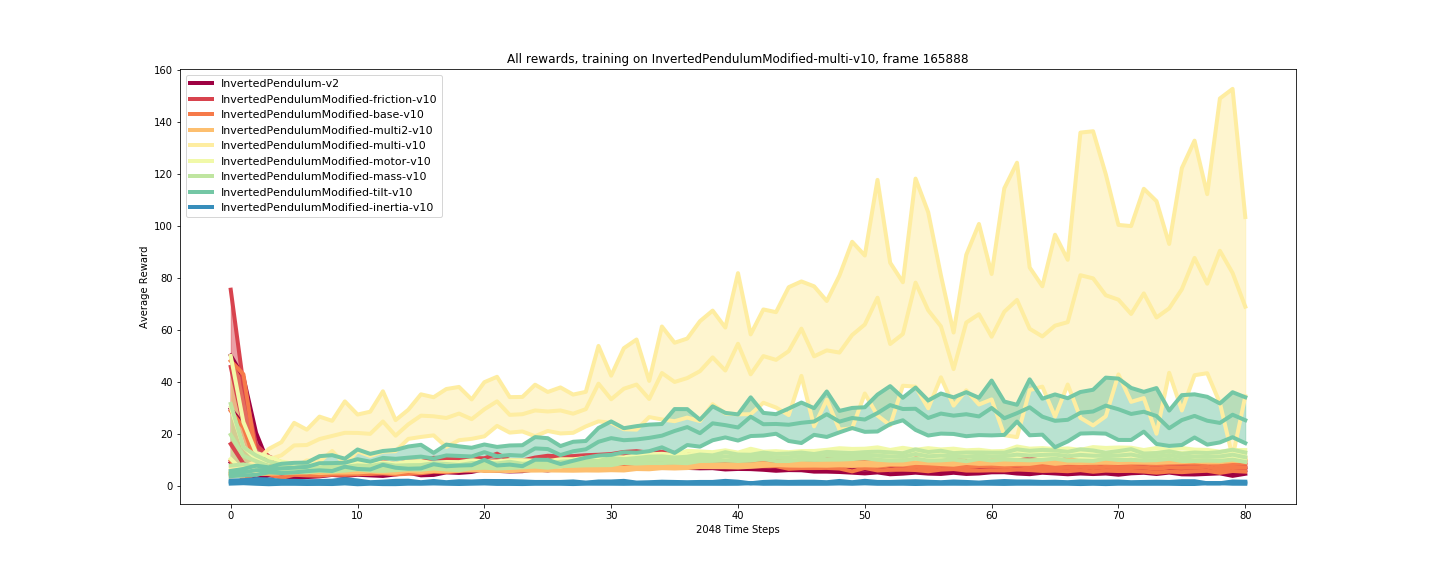 All rewards, training on InvertedPendulumModified-multi-v10, frame 165888
160
140
120
100
80
60
40
20
0
Average Reward
InvertedPendulum-v2
InvertedPendulumModified-friction-v10
InvertedPendulumModified-base-v10
InvertedPendulumModified-multi2-v10
InvertedPendulumModified-multi-v10
InvertedPendulumModified-motor-v10
InvertedPendulumModified-mass-v10
InvertedPendulumModified-tilt-v10
InvertedPendulumModified-inertia-v10
0 10 20 30 40 50 60 70 80
2048 Time Steps